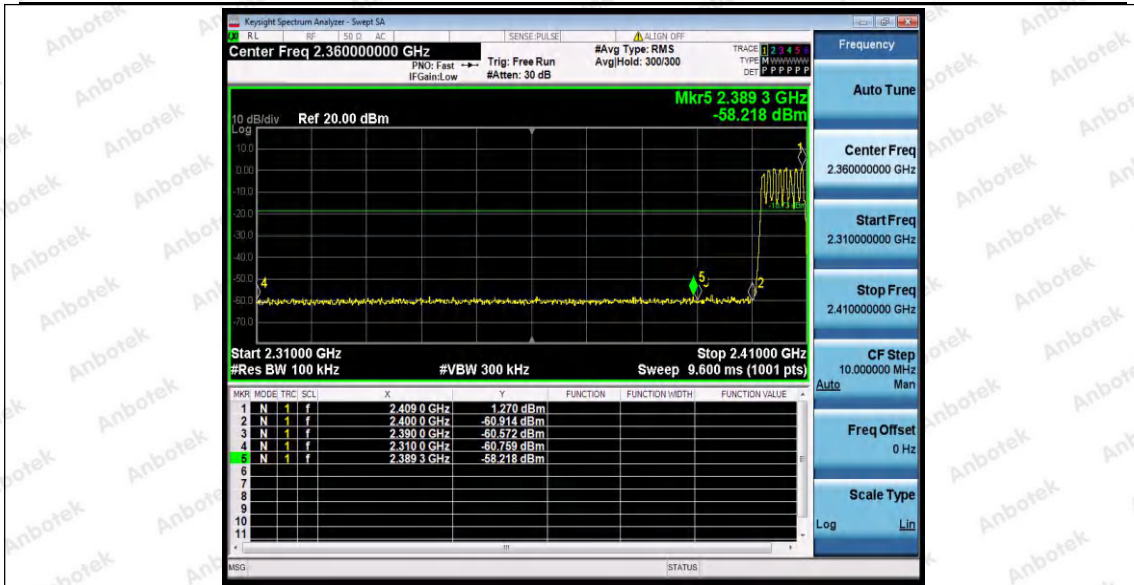 Keysight Spectrum Analyzer - Swept SA
RL RF 50 Ω AC SENSE:PULSE ALIGN OFF
Center Freq 2.360000000 GHz
PNO: Fast
IFGain:Low
Trig: Free Run
#Atten: 30 dB
#Avg Type: RMS
Avg|Hold: 300/300
TRACE 1 2 3 4 5 6
TYPE M WWWWW
DET P P P P P P
Mkr5 2.389 3 GHz
-58.218 dBm
10 dB/div Ref 20.00 dBm
Log
10.0
0.00
-10.0
-20.0
-30.0
-40.0
-50.0
-60.0
-70.0
1
4
5
2
Start 2.31000 GHz Stop 2.41000 GHz
#Res BW 100 kHz #VBW 300 kHz Sweep 9.600 ms (1001 pts)
MKR MODE TRC SCL X Y FUNCTION FUNCTION WIDTH FUNCTION VALUE
1 N 1 f 2.409 0 GHz 1.270 dBm
2 N 1 f 2.400 0 GHz -60.914 dBm
3 N 1 f 2.390 0 GHz -60.572 dBm
4 N 1 f 2.310 0 GHz -60.759 dBm
5 N 1 f 2.389 3 GHz -58.218 dBm
6
7
8
9
10
11
MSG STATUS
Frequency
Auto Tune
Center Freq
2.360000000 GHz
Start Freq
2.310000000 GHz
Stop Freq
2.410000000 GHz
CF Step
10.000000 MHz
Auto Man
Freq Offset
0 Hz
Scale Type
Log Lin
Anbotek